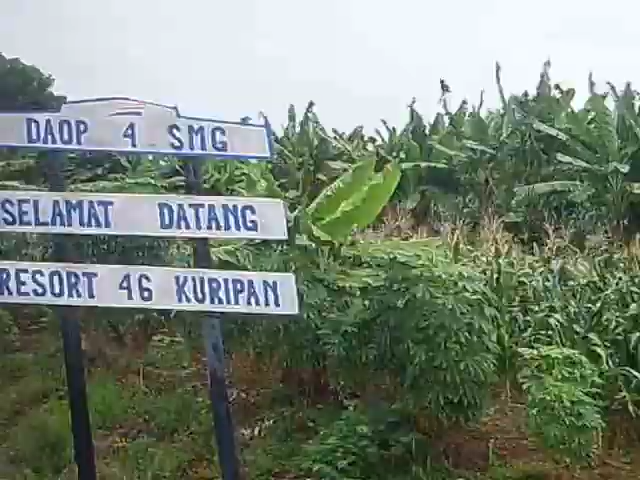 DAOP 4 SMG
SELAMAT DATANG
RESORT 46 KURIPAN